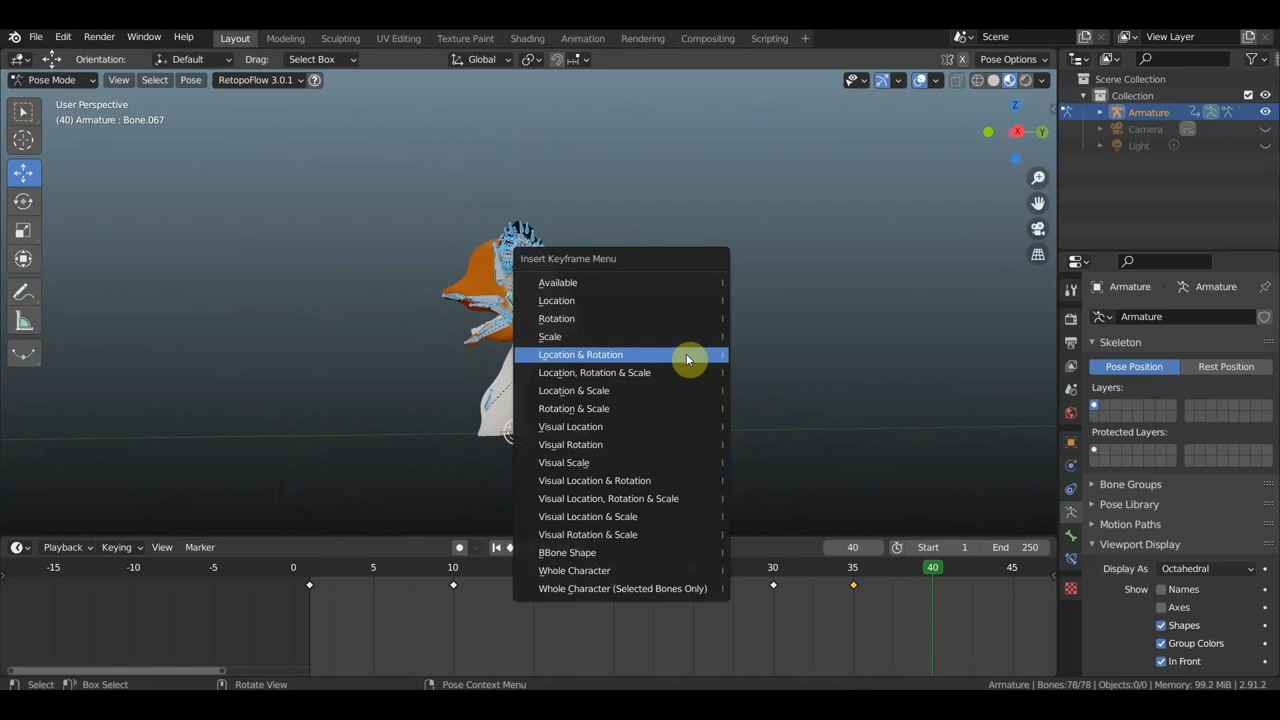 File Edit Render Window Help Layout Modeling Sculpting UV Editing Texture Paint Shading Animation Rendering Compositing Scripting + Scene View Layer
Orientation: Default Drag: Select Box Global X Pose Options
Pose Mode View Select Pose RetopoFlow 3.0.1
Scene Collection
Collection
Armature
Camera
Light
User Perspective
(40) Armature : Bone.067
Z
X
Y
Insert Keyframe Menu
Available I
Location I
Rotation I
Scale I
Location & Rotation I
Location, Rotation & Scale I
Location & Scale I
Rotation & Scale I
Visual Location I
Visual Rotation I
Visual Scale I
Visual Location & Rotation I
Visual Location, Rotation & Scale I
Visual Location & Scale I
Visual Rotation & Scale I
BBone Shape I
Whole Character I
Whole Character (Selected Bones Only) I
Armature Armature
Armature
Skeleton
Pose Position Rest Position
Layers:
Protected Layers:
Bone Groups
Pose Library
Motion Paths
Viewport Display
Display As Octahedral
Show Names
Axes
Shapes
Group Colors
In Front
Playback Keying View Marker 40 Start 1 End 250
-15 -10 -5 0 5 10 30 35 40 45
Select Box Select Rotate View Pose Context Menu Armature | Bones:78/78 | Objects:0/0 | Memory: 99.2 MiB | 2.91.2